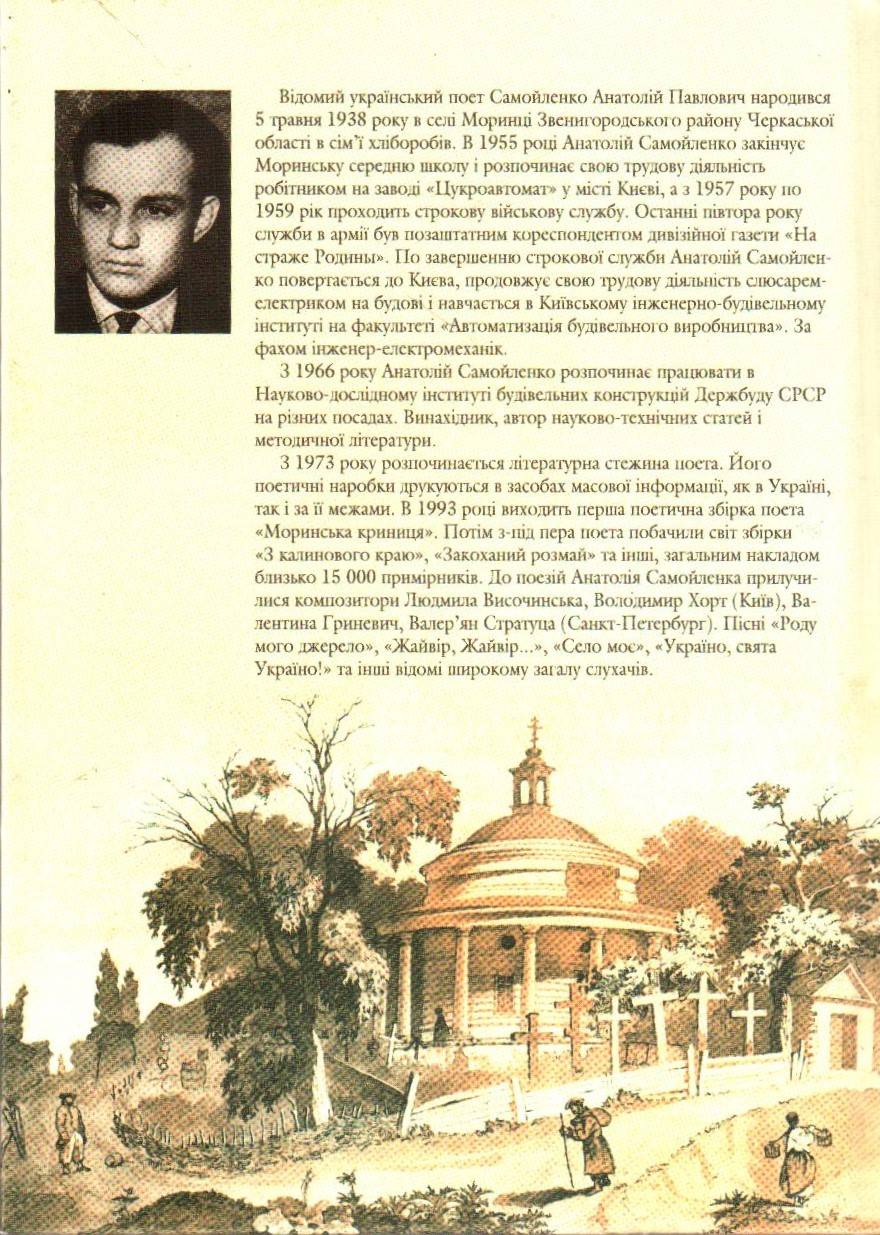 Відомий український поет Самойленко Анатолій Павлович народився
5 травня 1938 року в селі Моринці Звенигородського району Черкаської
області в сім’ї хліборобів. В 1955 році Анатолій Самойленко закінчує
Моринську середню школу і розпочинає свою трудову діяльність
робітником на заводі «Цукроавтомат» у місті Києві, а з 1957 року по
1959 рік проходить строкову військову службу. Останні півтора року
служби в армії був позаштатним кореспондентом дивізійної газети «На
страже Родины». По завершенню строкової служби Анатолій Самойлен-
ко повертається до Києва, продовжує свою трудову діяльність слюсарем-
електриком на будові і навчається в Київському інженерно-будівельному
інституті на факультеті «Автоматизація будівельного виробництва». За
фахом інженер-електромеханік.
З 1966 року Анатолій Самойленко розпочинає працювати в
Науково-дослідному інституті будівельних конструкцій Держбуду СРСР
на різних посадах. Винахідник, автор науково-технічних статей і
методичної літератури.
З 1973 року розпочинається літературна стежина поета. Його
поетичні наробки друкуються в засобах масової інформації, як в Україні,
так і за її межами. В 1993 році виходить перша поетична збірка поета
«Моринська криниця». Потім з-під пера поета побачили світ збірки
«З калинового краю», «Закоханий розмай» та інші, загальним накладом
близько 15 000 примірників. До поезій Анатолія Самойленка прилучи-
лися композитори Людмила Височинська, Володимир Хорт (Київ), Ва-
лентина Гриневич, Валер’ян Стратуца (Санкт-Петербург). Пісні «Роду
мого джерело», «Жайвір, Жайвір...», «Село моє», «Україно, свята
Україно!» та інші відомі широкому загалу слухачів.